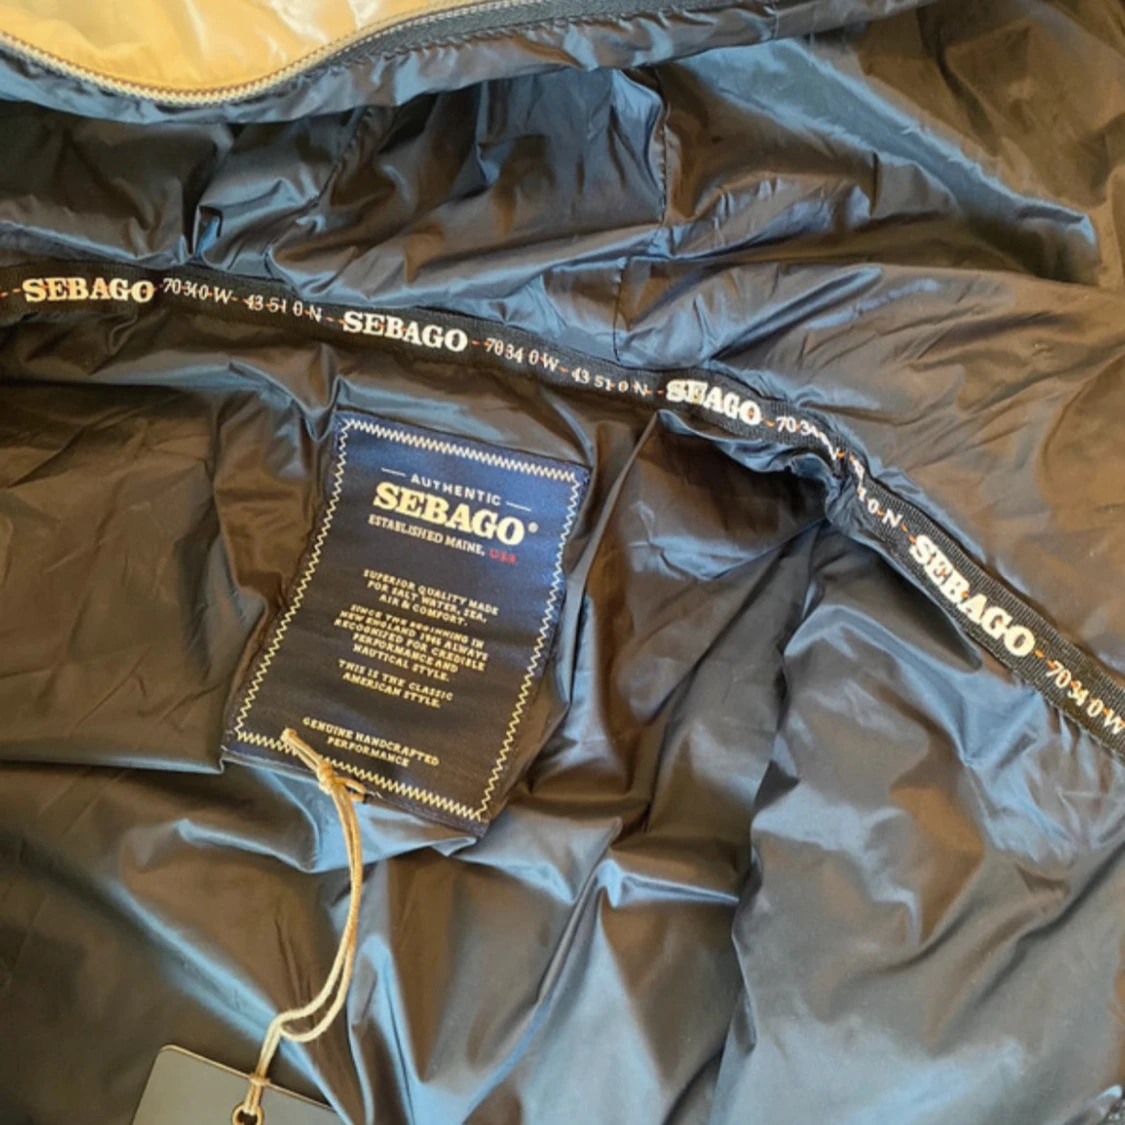 SEBAGO - 70 34 0 W - 43 51 0 N - SEBAGO - 70 34 0 W - 43 51 0 N - SEBAGO - 70 34
0 N - SEBAGO - 70 34 0 W
AUTHENTIC
SEBAGO®
ESTABLISHED MAINE, USA
SUPERIOR QUALITY MADE
FOR SALT WATER, SEA,
AIR & COMFORT.
SINCE THE BEGINNING IN
NEW ENGLAND 1946 ALWAYS
RECOGNIZED FOR CREDIBLE
PERFORMANCE AND
NAUTICAL STYLE.
THIS IS THE CLASSIC
AMERICAN STYLE.
GENUINE HANDCRAFTED
PERFORMANCE